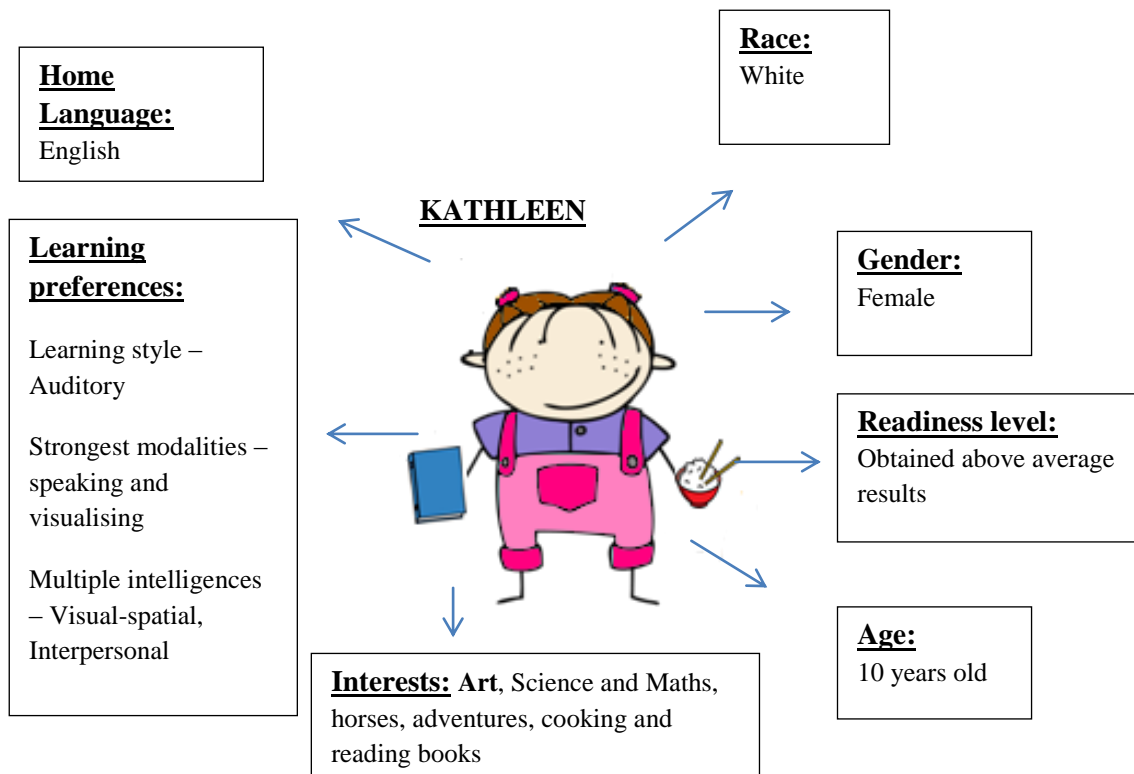 Home
Language:
English
Race:
White
KATHLEEN
Learning
preferences:
Learning style –
Auditory
Strongest modalities –
speaking and
visualising
Multiple intelligences
– Visual-spatial,
Interpersonal
Gender:
Female
Readiness level:
Obtained above average
results
Age:
10 years old
Interests: Art, Science and Maths,
horses, adventures, cooking and
reading books